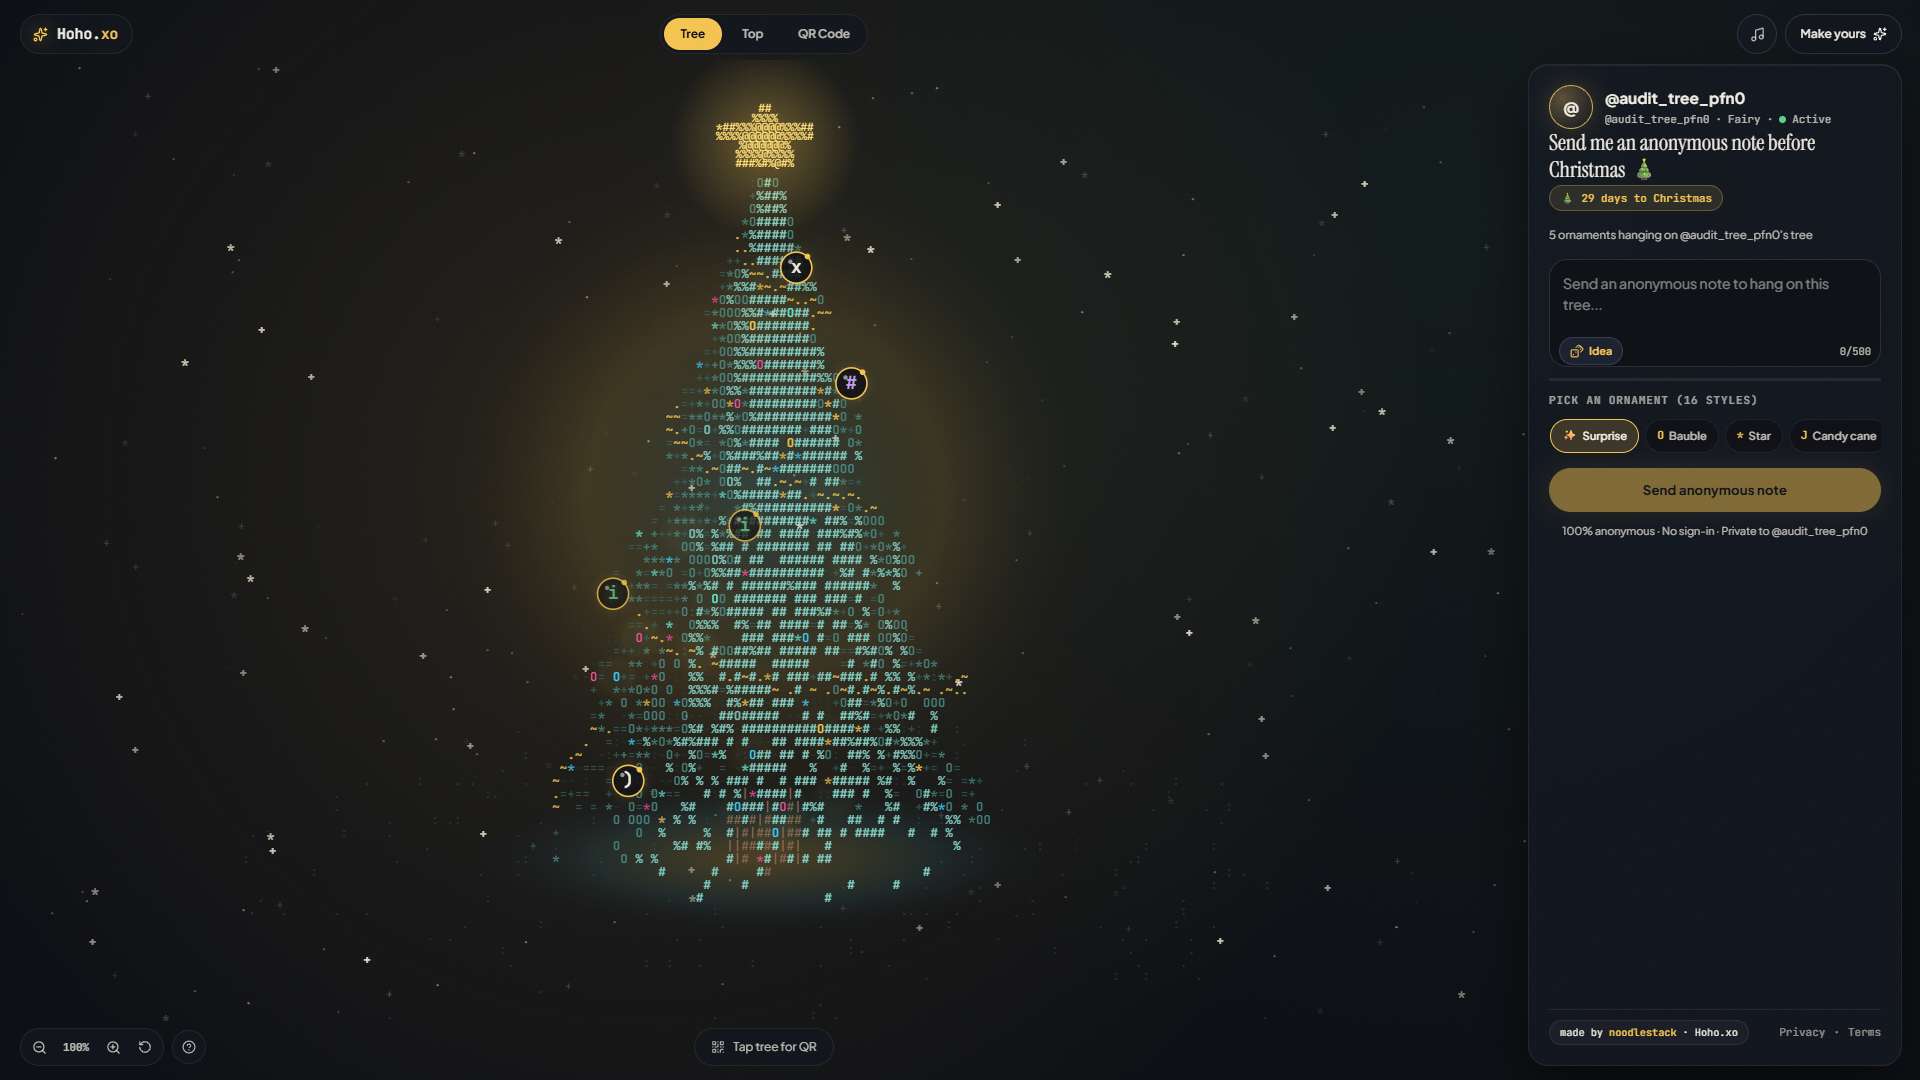 Hoho.xo
Tree
Top
QR Code
Make yours
@
@audit_tree_pfn0
@audit_tree_pfn0 · Fairy · Active
Send me an anonymous note before
Christmas 🎄
🎄 29 days to Christmas
5 ornaments hanging on @audit_tree_pfn0's tree
Send an anonymous note to hang on this
tree...
Idea
0/500
PICK AN ORNAMENT (16 STYLES)
Surprise
O Bauble
* Star
J Candy cane
Send anonymous note
100% anonymous · No sign-in · Private to @audit_tree_pfn0
x
#
i
i
)
100%
Tap tree for QR
made by noodlestack · Hoho.xo
Privacy · Terms